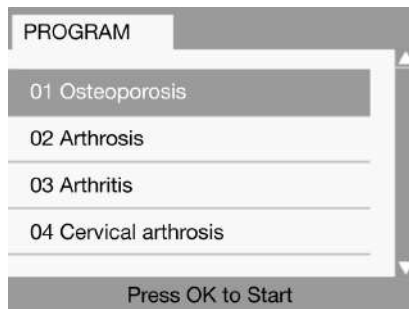 PROGRAM
01 Osteoporosis
02 Arthrosis
03 Arthritis
04 Cervical arthrosis
Press OK to Start